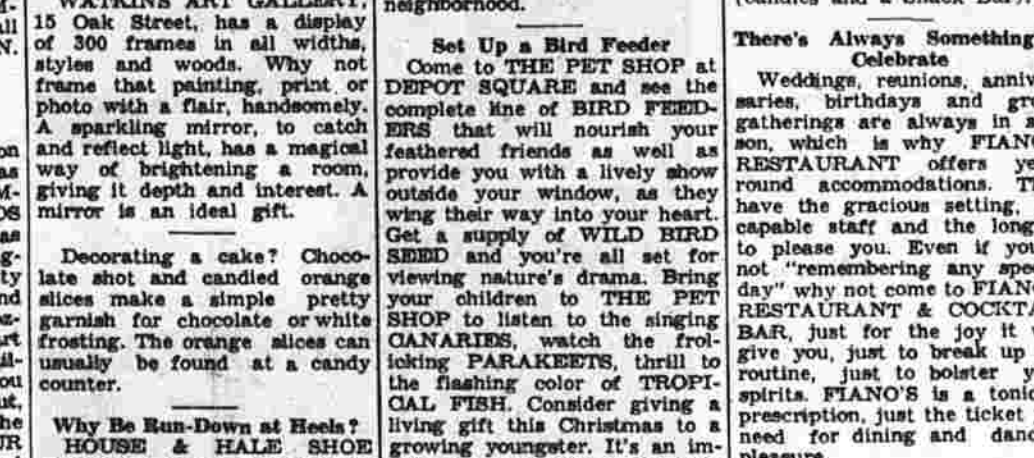 WATKINS ART GALLERY,
15 Oak Street, has a display
of 300 frames in all widths,
styles and woods. Why not
frame that painting, print or
photo with a flair, handsomely.
A sparkling mirror, to catch
and reflect light, has a magical
way of brightening a room,
giving it depth and interest. A
mirror is an ideal gift.
Decorating a cake? Choco-
late shot and candied orange
slices make a simple pretty
garnish for chocolate or white
frosting. The orange slices can
usually be found at a candy
counter.
Why Be Run-Down at Heels?
HOUSE & HALE SHOE
neighborhood.
Set Up a Bird Feeder
Come to THE PET SHOP at
DEPOT SQUARE and see the
complete line of BIRD FEED-
ERS that will nourish your
feathered friends as well as
provide you with a lively show
outside your window, as they
wing their way into your heart.
Get a supply of WILD BIRD
SEED and you're all set for
viewing nature's drama. Bring
your children to THE PET
SHOP to listen to the singing
CANARIES, watch the frol-
icking PARAKEETS, thrill to
the flashing color of TROPI-
CAL FISH. Consider giving a
living gift this Christmas to a
growing youngster. It's an im-
There's Always Something
Celebrate
Weddings, reunions, anniv
saries, birthdays and
gatherings are always in
son, which is why FIANO
RESTAURANT offers
round accommodations.
have the gracious setting,
capable staff and the long
to please you. Even if
not "remembering any spe
day" why not come to FIAN
RESTAURANT & COCKT
BAR, just for the joy it
give you, just to break up
routine, just to bolster
spirits. FIANO'S is a tonic
prescription, just the ticket
need for dining and danc
pleasure.